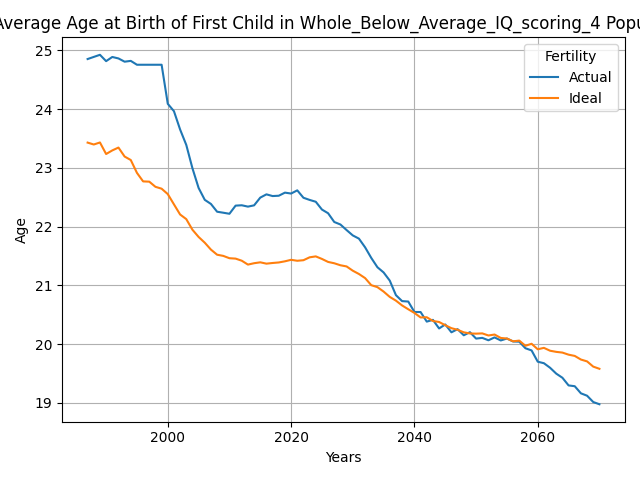 Average Age at Birth of First Child in Whole_Below_Average_IQ_scoring_4 Popu
25
24
23
22
21
20
19
Age
Fertility
Actual
Ideal
2000
2020
2040
2060
Years